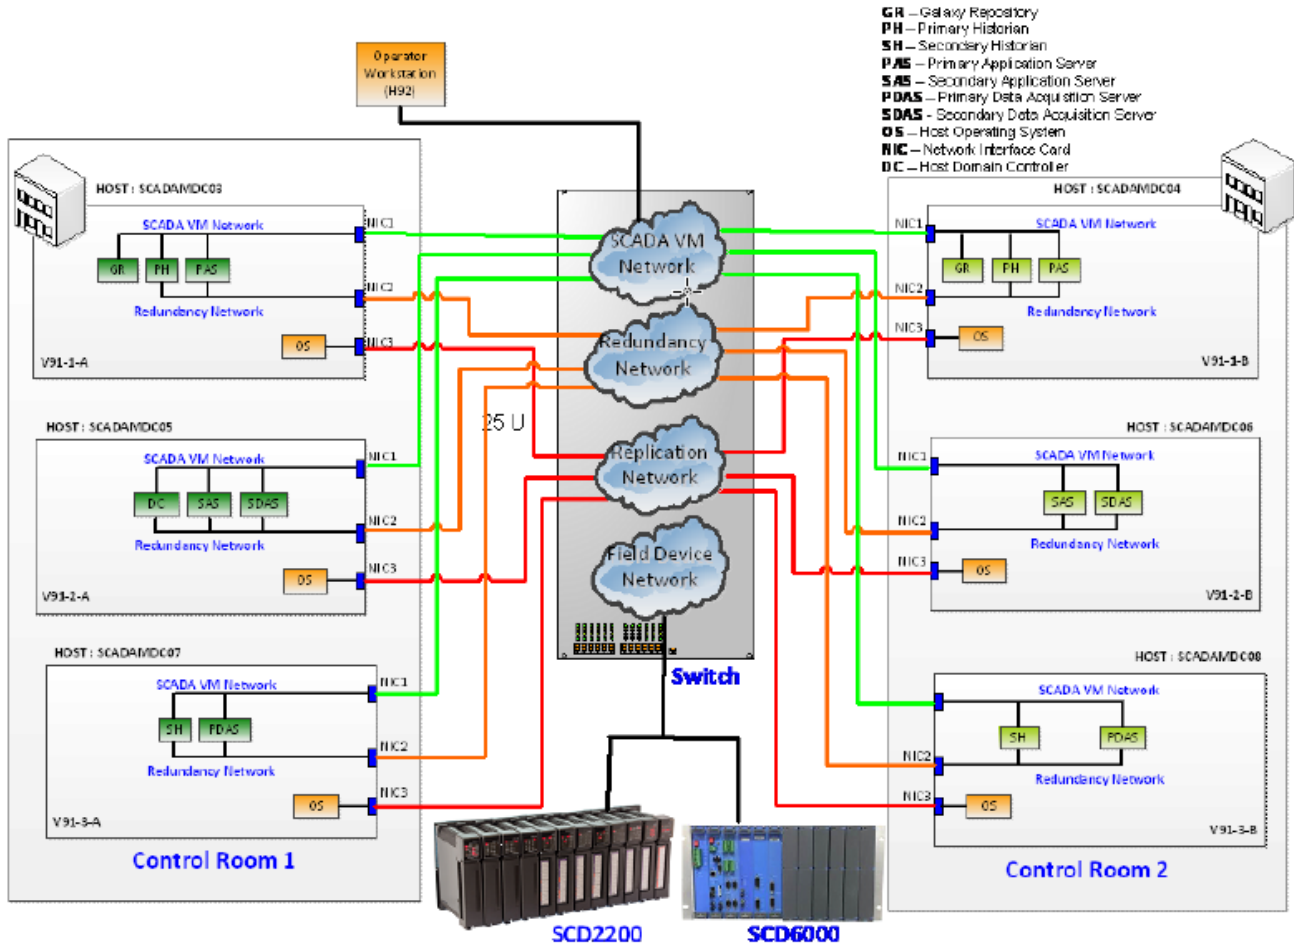 GR – Galaxy Repository
PH – Primary Historian
SH – Secondary Historian
PAS – Primary Application Server
SAS – Secondary Application Server
PDAS – Primary Data Acquisition Server
SDAS - Secondary Data Acquisition Server
OS – Host Operating System
NIC – Network Interface Card
DC – Host Domain Controller
Operator
Workstation
(H92)
HOST : SCADAMDC03
SCADA VM Network
NIC1
GR
PH
PAS
NIC2
Redundancy Network
OS
NIC3
V91-1-A
HOST : SCADAMDC05
SCADA VM Network
NIC1
DC
SAS
SDAS
NIC2
Redundancy Network
NIC3
OS
V91-2-A
HOST : SCADAMDC07
SCADA VM Network
NIC1
SH
PDAS
NIC2
Redundancy Network
NIC3
OS
V91-3-A
Control Room 1
SCADA VM
Network
Redundancy
Network
25 U
Replication
Network
Field Device
Network
Switch
SCD2200
SCD6000
HOST : SCADAMDC04
NIC1
SCADA VM Network
GR
PH
PAS
NIC2
Redundancy Network
NIC3
OS
V91-1-B
HOST : SCADAMDC06
NIC1
SCADA VM Network
SAS
SDAS
NIC2
Redundancy Network
NIC3
OS
V91-2-B
HOST : SCADAMDC08
SCADA VM Network
SH
PDAS
NIC2
Redundancy Network
NIC3
OS
V91-3-B
Control Room 2